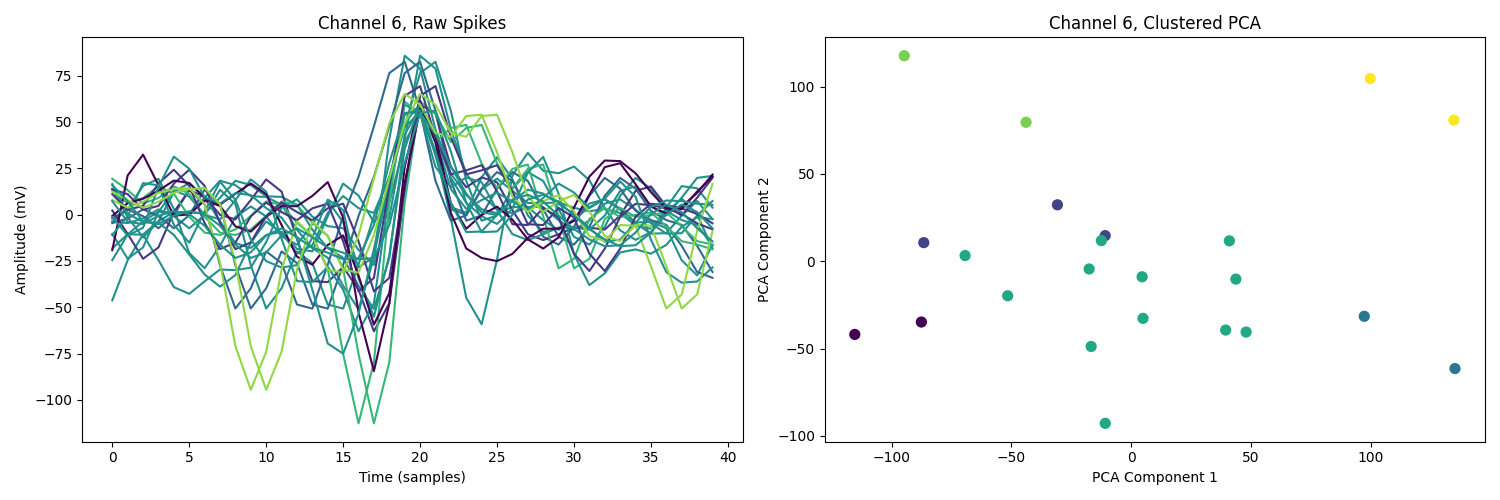 Channel 6, Raw Spikes
Amplitude (mV)
75
50
25
0
−25
−50
−75
−100
0 5 10 15 20 25 30 35 40
Time (samples)
Channel 6, Clustered PCA
PCA Component 2
100
50
0
−50
−100
−100 −50 0 50 100
PCA Component 1